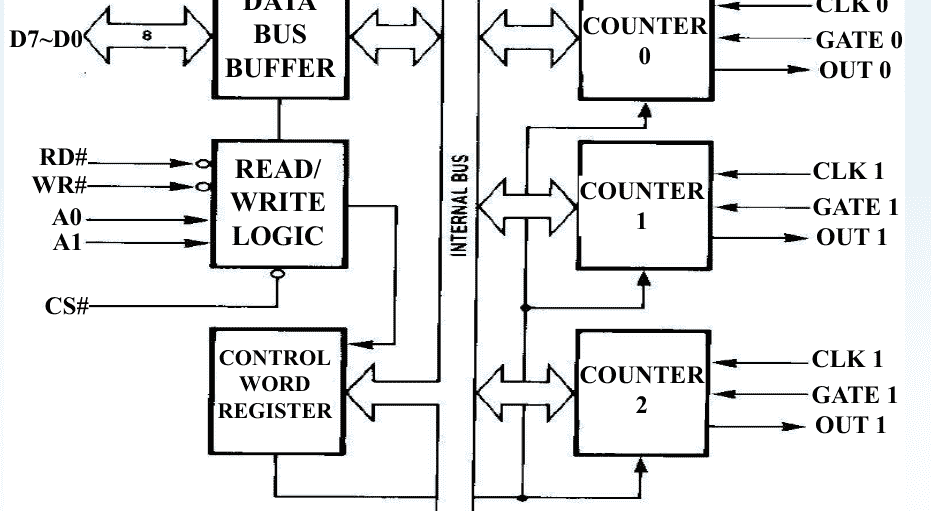 DATA
BUS
BUFFER
D7~D0
8
READ/
WRITE
LOGIC
RD#
WR#
A0
A1
CS#
CONTROL
WORD
REGISTER
INTERNAL BUS
COUNTER
0
CLK 0
GATE 0
OUT 0
COUNTER
1
CLK 1
GATE 1
OUT 1
COUNTER
2
CLK 1
GATE 1
OUT 1